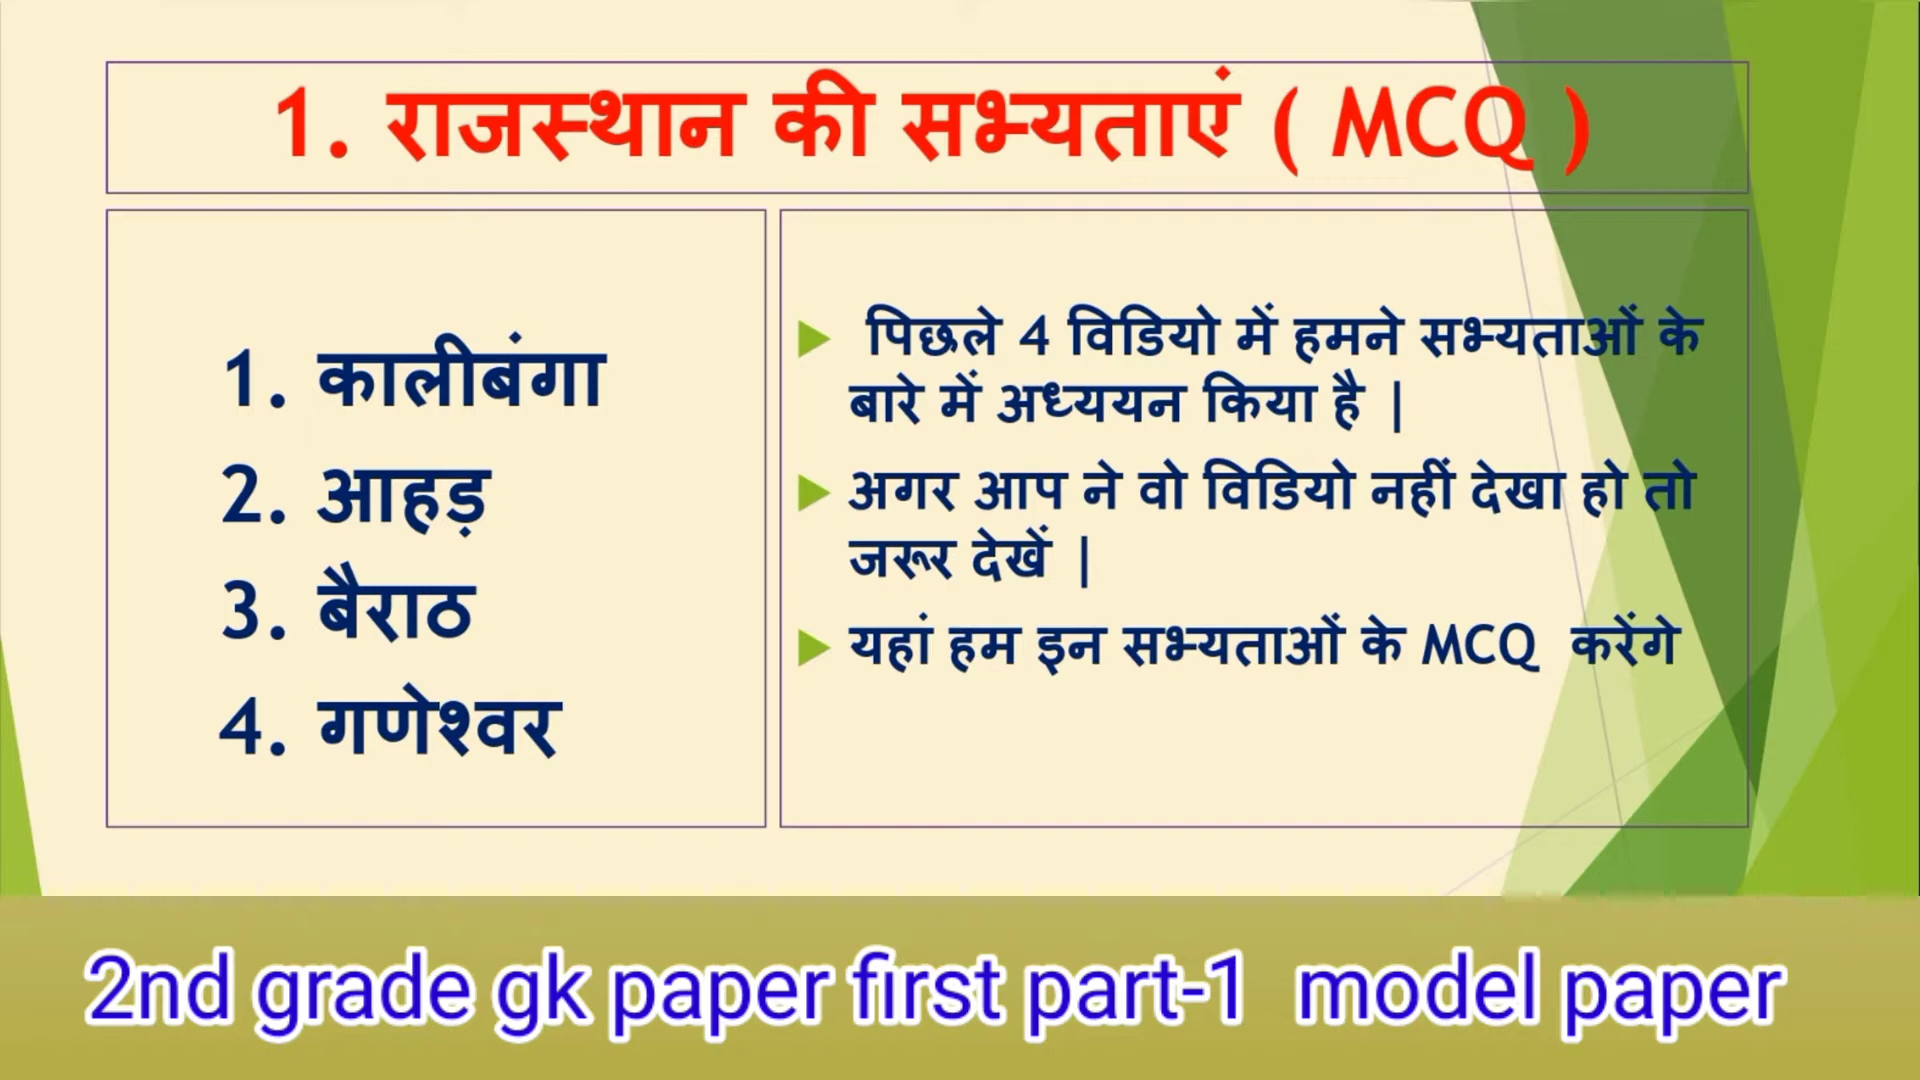 1. राजस्थान की सभ्यताएं ( MCQ )
1. कालीबंगा
2. आहड़
3. बैराठ
4. गणेश्वर
पिछले 4 विडियो में हमने सभ्यताओं के
बारे में अध्ययन किया है |
अगर आप ने वो विडियो नहीं देखा हो तो
जरूर देखें |
यहां हम इन सभ्यताओं के MCQ करेंगे
2nd grade gk paper first part-1 model paper